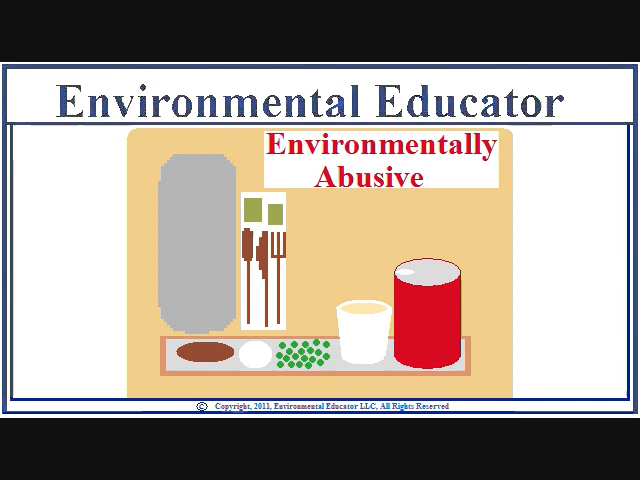 Environmental Educator
Environmentally
Abusive
© Copyright, 2011, Environmental Educator LLC, All Rights Reserved